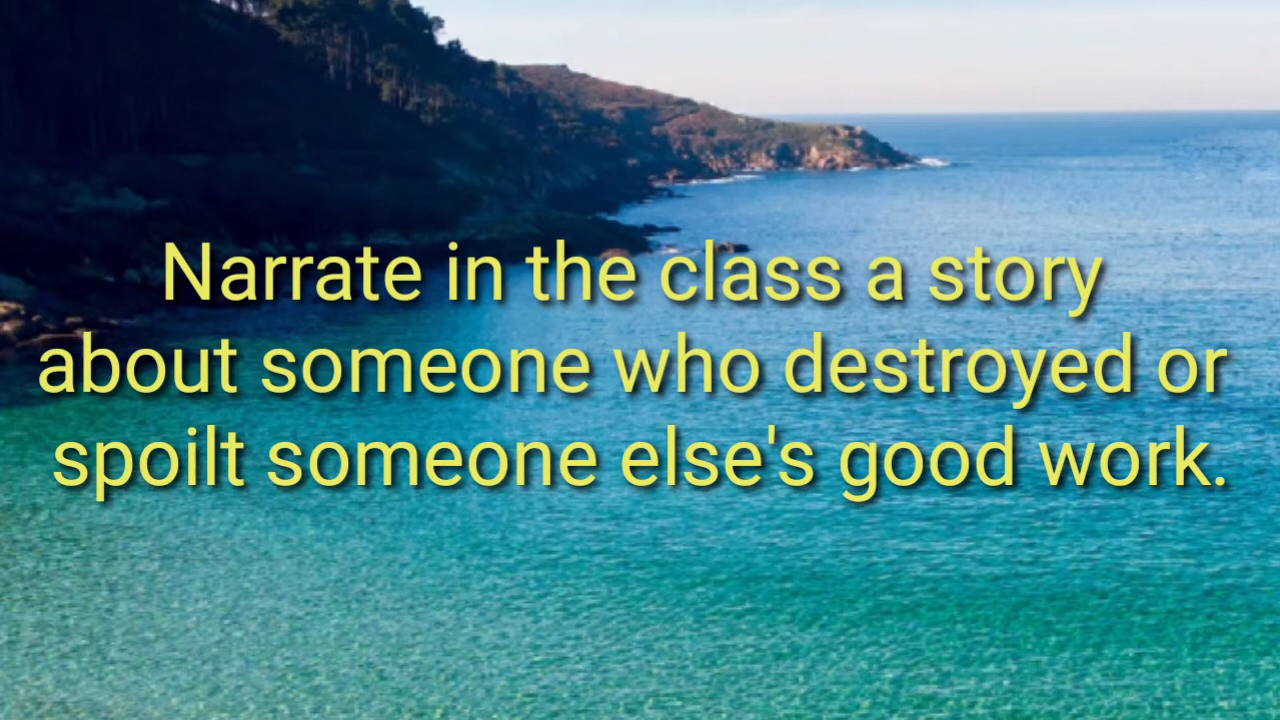 Narrate in the class a story
about someone who destroyed or
spoilt someone else's good work.